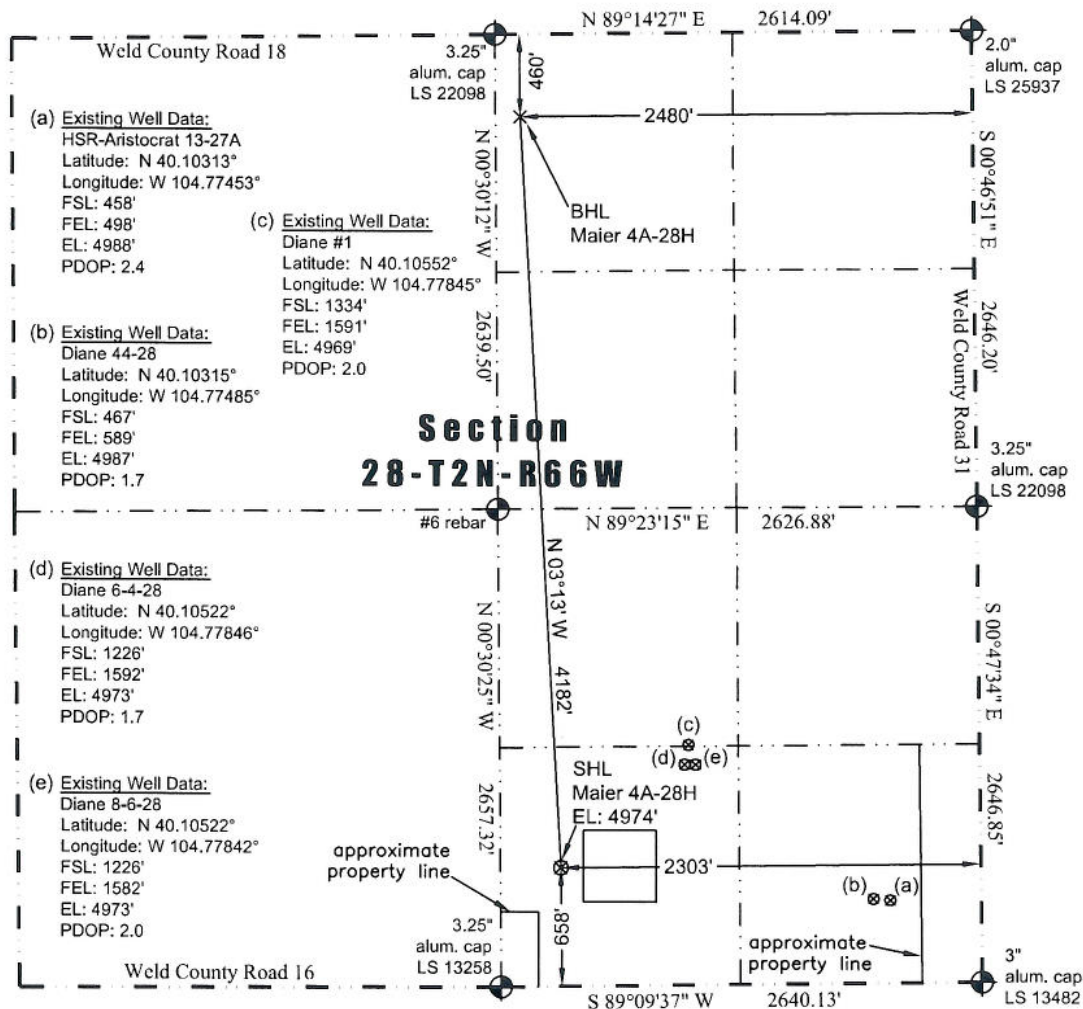 N 89°14'27" E 2614.09'
Weld County Road 18
3.25"
alum. cap
LS 22098
460'
2.0"
alum. cap
LS 25937
2480'
(a) Existing Well Data:
HSR-Aristocrat 13-27A
Latitude: N 40.10313°
Longitude: W 104.77453°
FSL: 458'
FEL: 498'
EL: 4988'
PDOP: 2.4
(c) Existing Well Data:
Diane #1
Latitude: N 40.10552°
Longitude: W 104.77845°
FSL: 1334'
FEL: 1591'
EL: 4969'
PDOP: 2.0
N 00°30'12" W 2639.50'
BHL
Maier 4A-28H
S 00°46'51" E 2646.20'
Weld County Road 31
(b) Existing Well Data:
Diane 44-28
Latitude: N 40.10315°
Longitude: W 104.77485°
FSL: 467'
FEL: 589'
EL: 4987'
PDOP: 1.7
Section
28-T2N-R66W
3.25"
alum. cap
LS 22098
#6 rebar
N 89°23'15" E 2626.88'
(d) Existing Well Data:
Diane 6-4-28
Latitude: N 40.10522°
Longitude: W 104.77846°
FSL: 1226'
FEL: 1592'
EL: 4973'
PDOP: 1.7
N 00°30'25" W 2657.32'
N 03°13' W 4182'
S 00°47'34" E 2646.85'
(c)
(d) (e)
(e) Existing Well Data:
Diane 8-6-28
Latitude: N 40.10522°
Longitude: W 104.77842°
FSL: 1226'
FEL: 1582'
EL: 4973'
PDOP: 2.0
SHL
Maier 4A-28H
EL: 4974'
approximate
property line
2303'
(b) (a)
658'
3.25"
alum. cap
LS 13258
approximate
property line
3"
alum. cap
LS 13482
Weld County Road 16
S 89°09'37" W 2640.13'